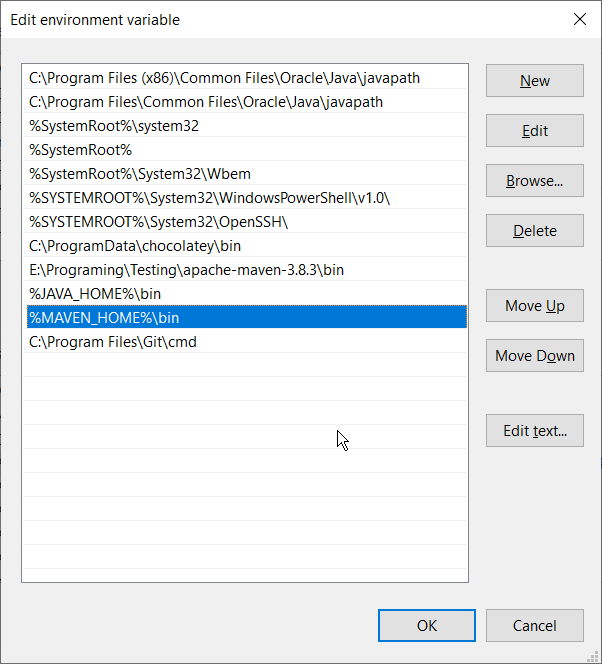 Edit environment variable
C:\Program Files (x86)\Common Files\Oracle\Java\javapath
C:\Program Files\Common Files\Oracle\Java\javapath
%SystemRoot%\system32
%SystemRoot%
%SystemRoot%\System32\Wbem
%SYSTEMROOT%\System32\WindowsPowerShell\v1.0\
%SYSTEMROOT%\System32\OpenSSH\
C:\ProgramData\chocolatey\bin
E:\Programing\Testing\apache-maven-3.8.3\bin
%JAVA_HOME%\bin
%MAVEN_HOME%\bin
C:\Program Files\Git\cmd
New
Edit
Browse...
Delete
Move Up
Move Down
Edit text...
OK
Cancel